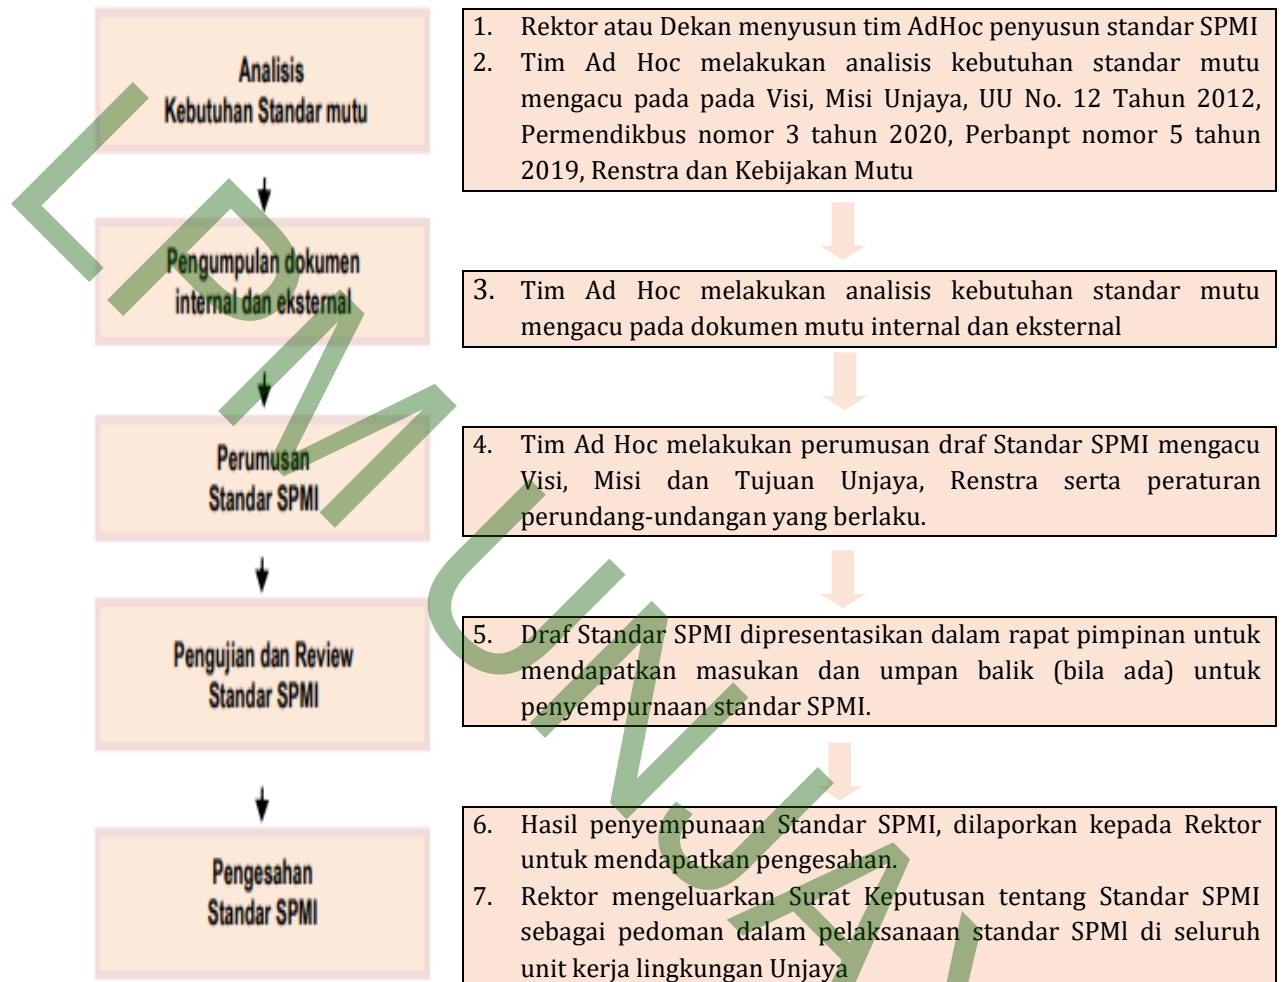 Analisis
Kebutuhan Standar mutu
1. Rektor atau Dekan menyusun tim AdHoc penyusun standar SPMI
2. Tim Ad Hoc melakukan analisis kebutuhan standar mutu
mengacu pada pada Visi, Misi Unjaya, UU No. 12 Tahun 2012,
Permendikbus nomor 3 tahun 2020, Perbanpt nomor 5 tahun
2019, Renstra dan Kebijakan Mutu
Pengumpulan dokumen
internal dan eksternal
3. Tim Ad Hoc melakukan analisis kebutuhan standar mutu
mengacu pada dokumen mutu internal dan eksternal
Perumusan
Standar SPMI
4. Tim Ad Hoc melakukan perumusan draf Standar SPMI mengacu
Visi, Misi dan Tujuan Unjaya, Renstra serta peraturan
perundang-undangan yang berlaku.
Pengujian dan Review
Standar SPMI
5. Draf Standar SPMI dipresentasikan dalam rapat pimpinan untuk
mendapatkan masukan dan umpan balik (bila ada) untuk
penyempurnaan standar SPMI.
Pengesahan
Standar SPMI
6. Hasil penyempunaan Standar SPMI, dilaporkan kepada Rektor
untuk mendapatkan pengesahan.
7. Rektor mengeluarkan Surat Keputusan tentang Standar SPMI
sebagai pedoman dalam pelaksanaan standar SPMl di seluruh
unit kerja lingkungan Unjaya
LPM UNJAY